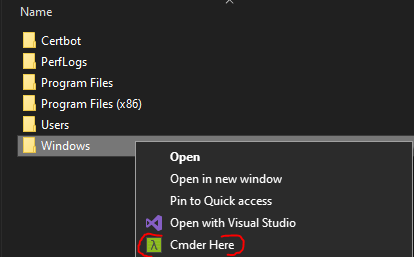 Name
Certbot
PerfLogs
Program Files
Program Files (x86)
Users
Windows
Open
Open in new window
Pin to Quick access
Open with Visual Studio
λ Cmder Here